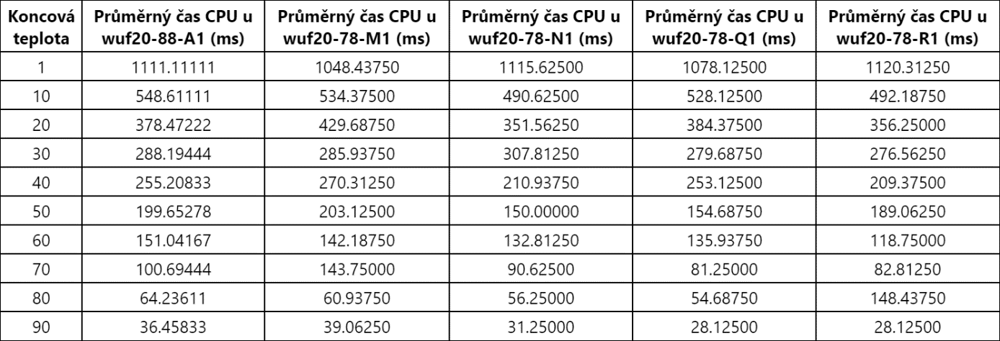 Koncová teplota Průměrný čas CPU u wuf20-88-A1 (ms) Průměrný čas CPU u wuf20-78-M1 (ms) Průměrný čas CPU u wuf20-78-N1 (ms) Průměrný čas CPU u wuf20-78-Q1 (ms) Průměrný čas CPU u wuf20-78-R1 (ms)
1 1111.11111 1048.43750 1115.62500 1078.12500 1120.31250
10 548.61111 534.37500 490.62500 528.12500 492.18750
20 378.47222 429.68750 351.56250 384.37500 356.25000
30 288.19444 285.93750 307.81250 279.68750 276.56250
40 255.20833 270.31250 210.93750 253.12500 209.37500
50 199.65278 203.12500 150.00000 154.68750 189.06250
60 151.04167 142.18750 132.81250 135.93750 118.75000
70 100.69444 143.75000 90.62500 81.25000 82.81250
80 64.23611 60.93750 56.25000 54.68750 148.43750
90 36.45833 39.06250 31.25000 28.12500 28.12500